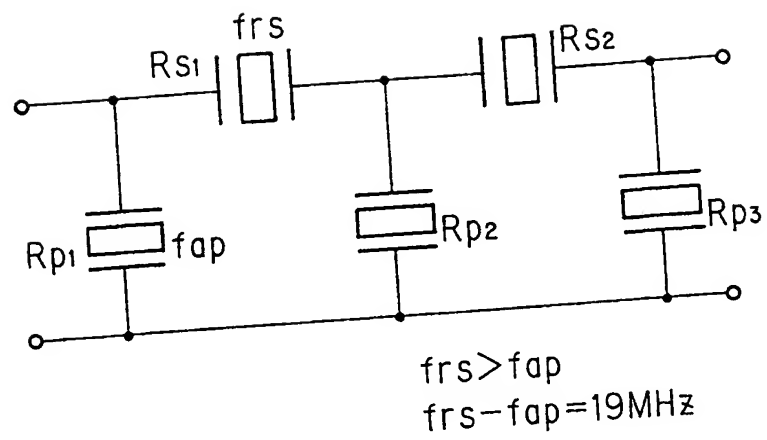 frs
Rs1
Rs2
Rp1
fap
Rp2
Rp3
frs>fap
frs-fap=19MHz